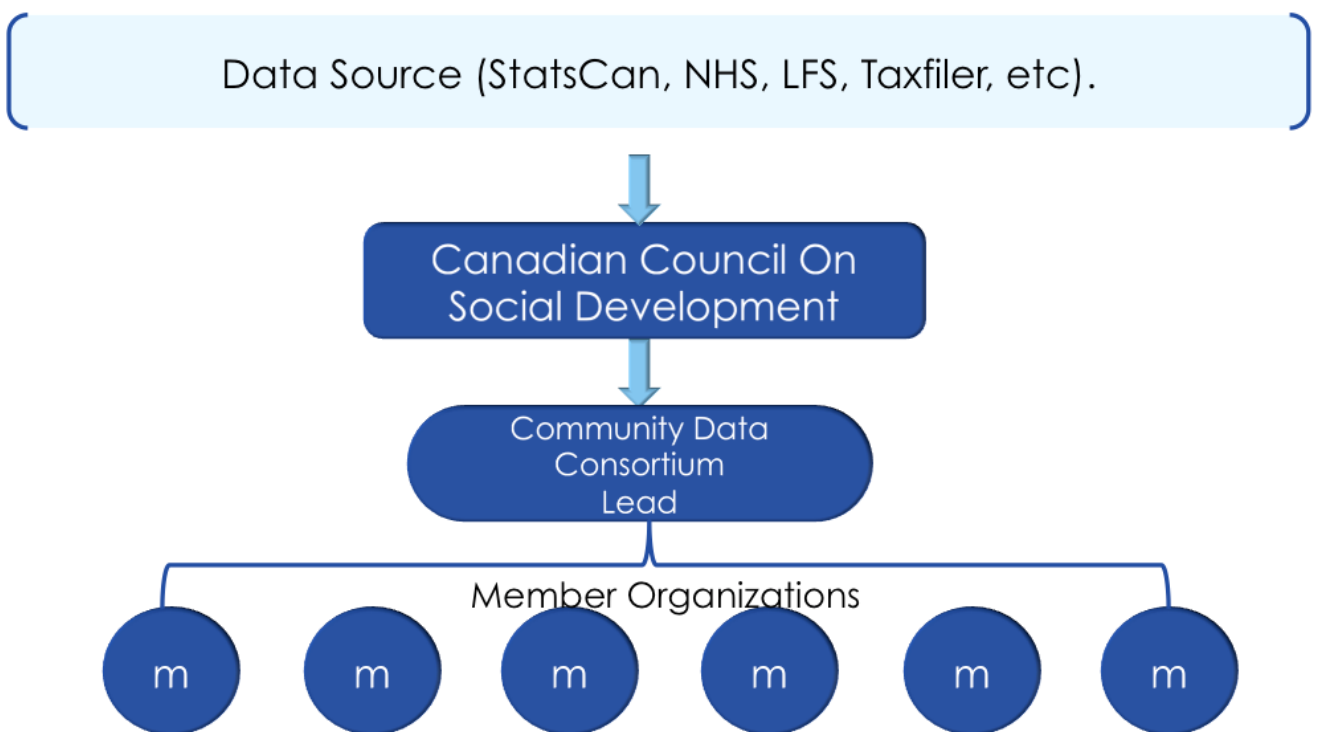 Data Source (StatsCan, NHS, LFS, Taxfiler, etc).
Canadian Council On
Social Development
Community Data
Consortium
Lead
Member Organizations
m m m m m m